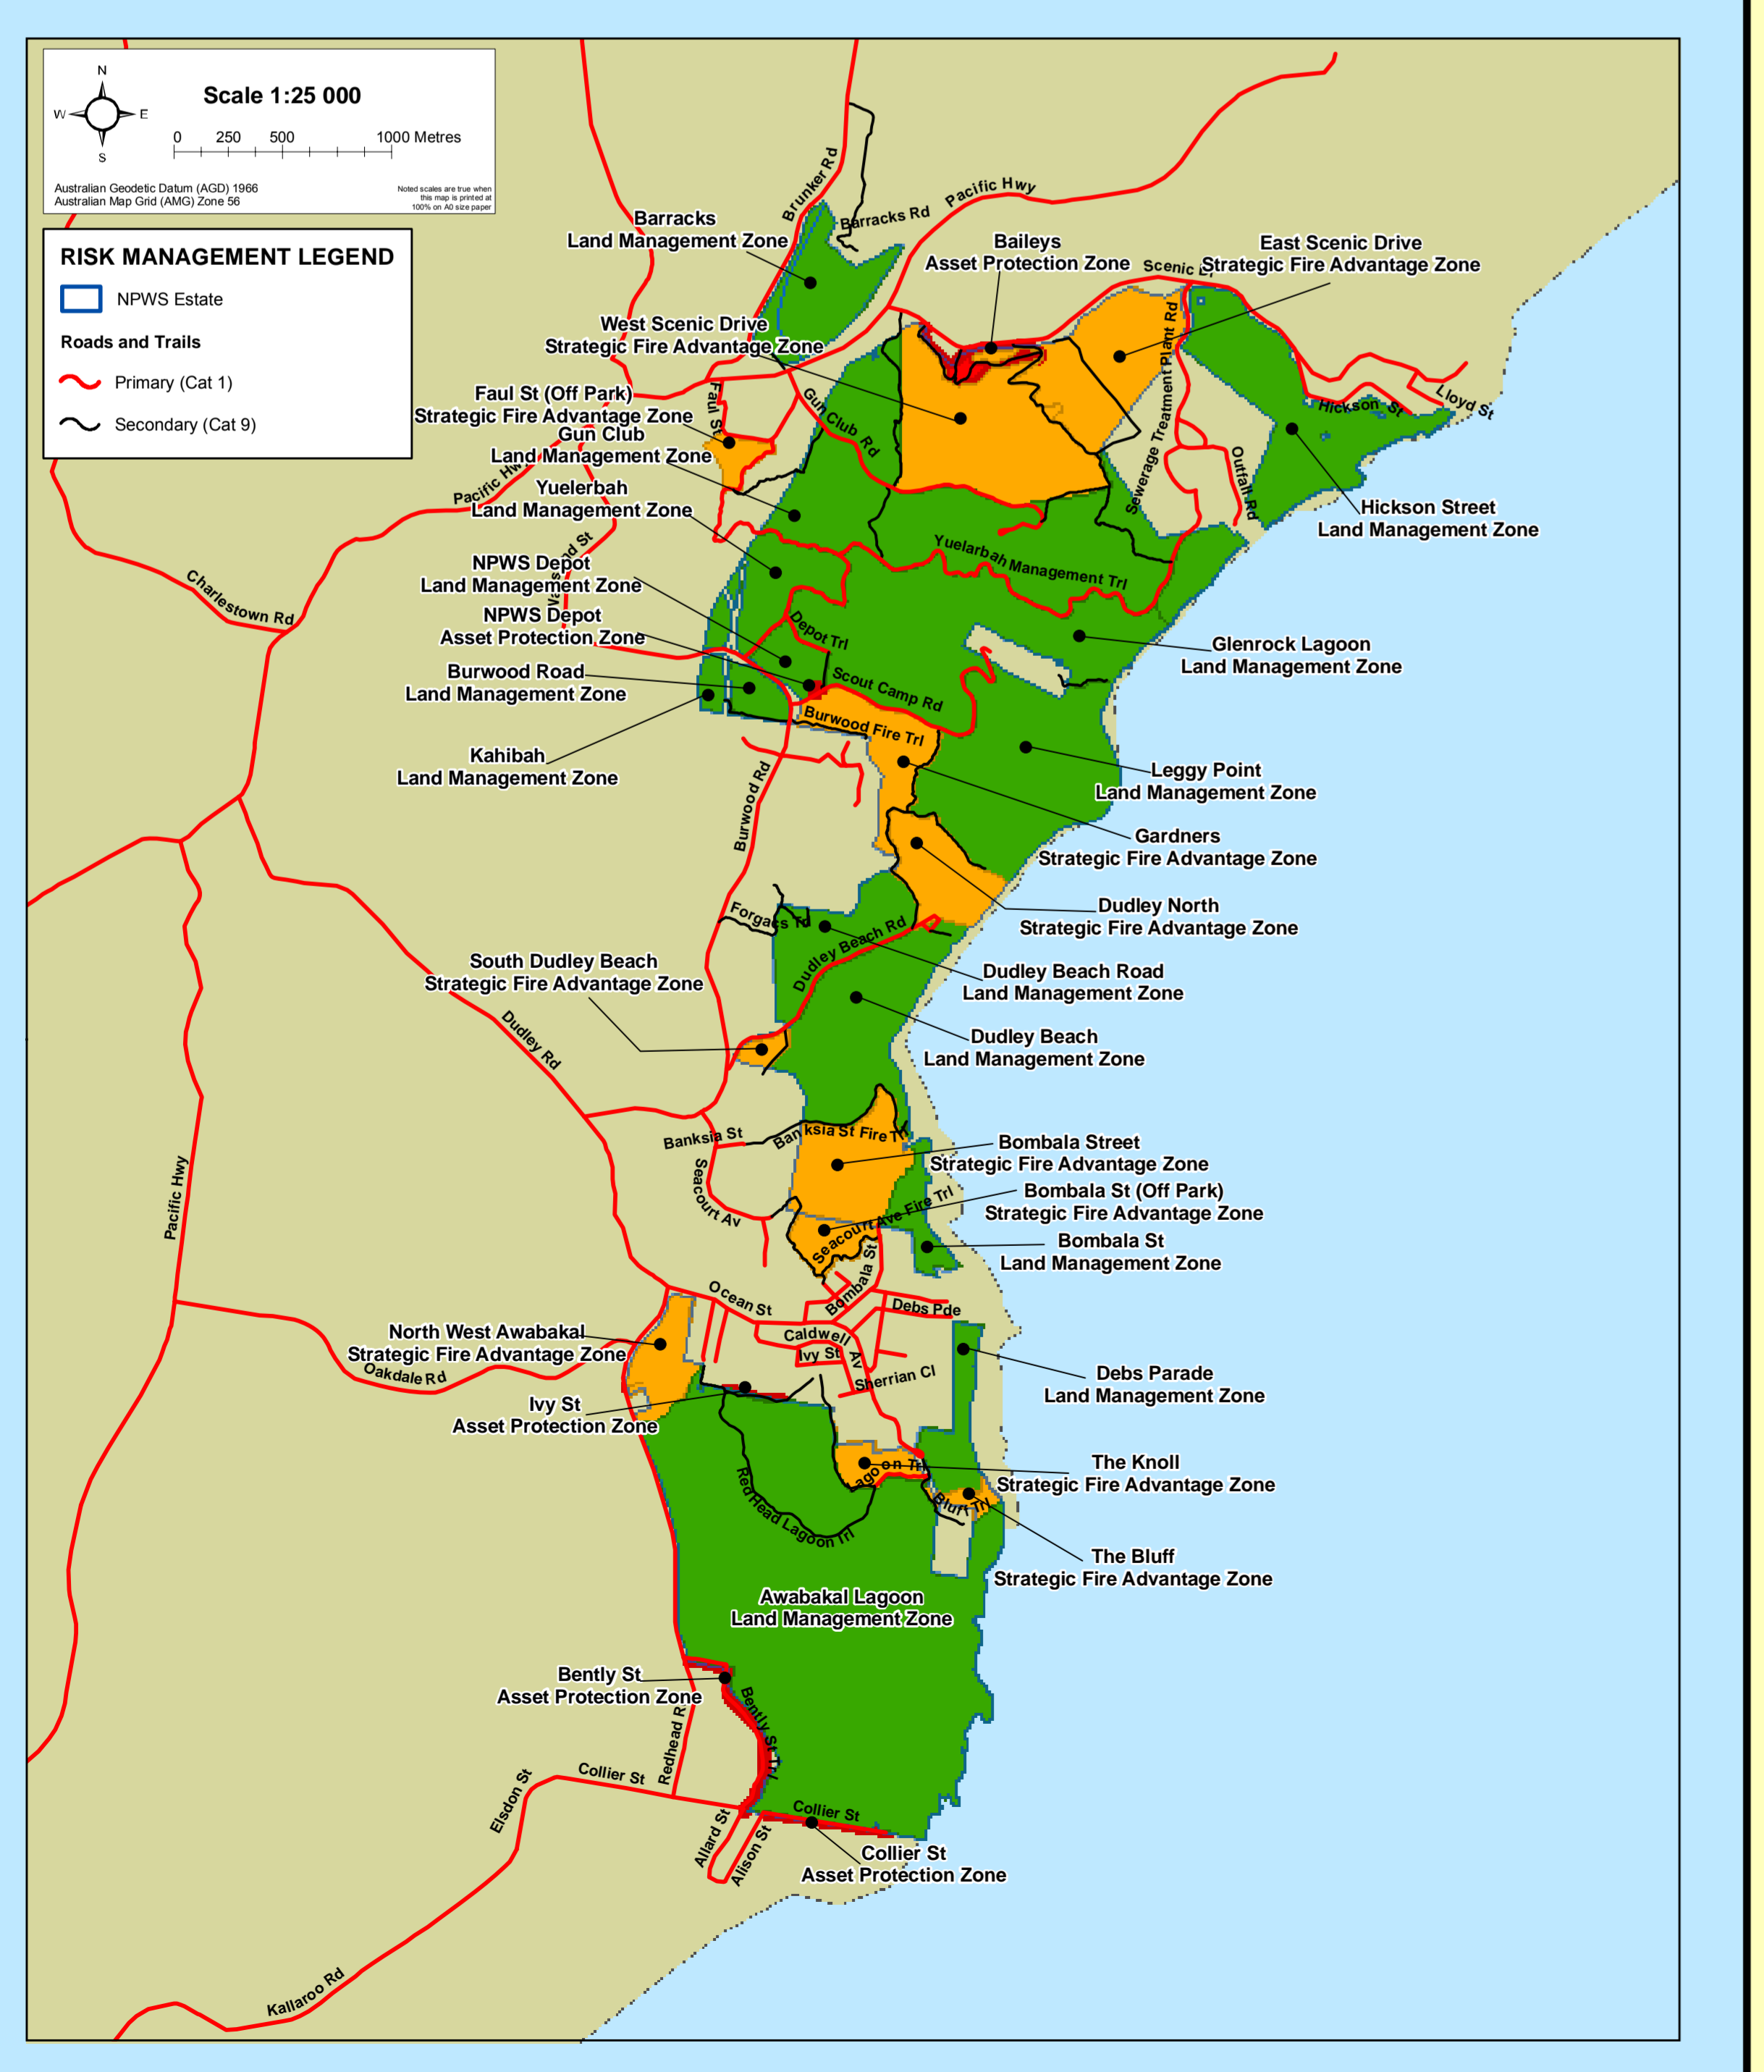 N
W
E
S
Scale 1:25 000
0 250 500 1000 Metres
Australian Geodetic Datum (AGD) 1966
Australian Map Grid (AMG) Zone 56
Noted scales are true when
this map is printed at
100% on A0 size paper
RISK MANAGEMENT LEGEND
NPWS Estate
Roads and Trails
Primary (Cat 1)
Secondary (Cat 9)
Brunker Rd
Barracks Rd
Pacific Hwy
Barracks
Land Management Zone
Baileys
Asset Protection Zone
East Scenic Drive
Strategic Fire Advantage Zone
Scenic
West Scenic Drive
Strategic Fire Advantage Zone
Sewerage Treatment Plant Rd
Faul St (Off Park)
Strategic Fire Advantage Zone
Faul St
Gun Club Rd
Hickson St
Lloyd St
Gun Club
Land Management Zone
Pacific Hwy
Outfall Rd
Yuelerbah
Land Management Zone
Hickson Street
Land Management Zone
Yuelarbah Management Trl
NPWS Depot
Land Management Zone
Charlestown Rd
NPWS Depot
Asset Protection Zone
Depot Trl
Glenrock Lagoon
Land Management Zone
Burwood Road
Land Management Zone
Scout Camp Rd
Burwood Fire Trl
Kahibah
Land Management Zone
Leggy Point
Land Management Zone
Burwood Rd
Gardners
Strategic Fire Advantage Zone
Dudley North
Strategic Fire Advantage Zone
Forgacs Trl
Dudley Beach Rd
South Dudley Beach
Strategic Fire Advantage Zone
Dudley Beach Road
Land Management Zone
Dudley Rd
Dudley Beach
Land Management Zone
Banksia St
Banksia St Fire Trl
Bombala Street
Strategic Fire Advantage Zone
Seacourt Av
Seacourt Ave Fire Trl
Bombala St (Off Park)
Strategic Fire Advantage Zone
Pacific Hwy
Bombala St
Bombala St
Land Management Zone
Ocean St
Debs Pde
North West Awabakal
Strategic Fire Advantage Zone
Caldwell Av
Ivy St
Oakdale Rd
Sherrian Cl
Debs Parade
Land Management Zone
Ivy St
Asset Protection Zone
Lagoon Trl
The Knoll
Strategic Fire Advantage Zone
Red Head Lagoon Trl
Bluff Trl
The Bluff
Strategic Fire Advantage Zone
Awabakal Lagoon
Land Management Zone
Bently St
Asset Protection Zone
Bently St Trl
Redhead R
Collier St
Elsdon St
Collier St
Allard St
Alison St
Collier St
Asset Protection Zone
Kallaroo Rd